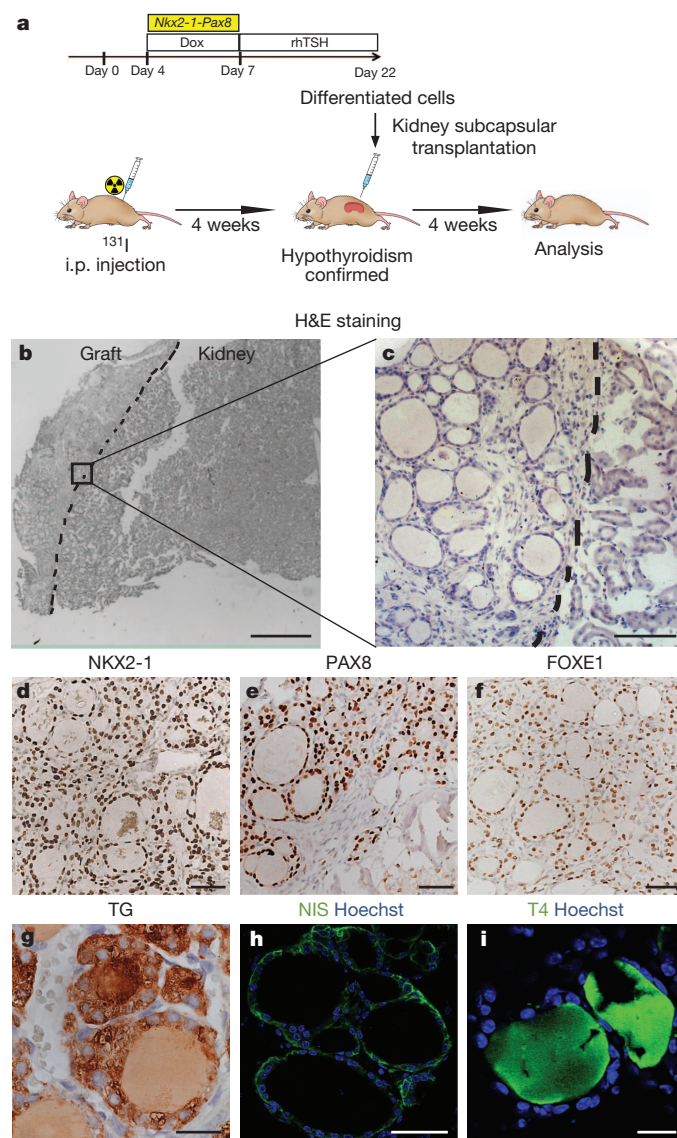 a
Nkx2-1-Pax8
Dox rhTSH
Day 0 Day 4 Day 7 Day 22
Differentiated cells
Kidney subcapsular
transplantation
4 weeks 4 weeks
131I
i.p. injection
Hypothyroidism
confirmed
Analysis
H&E staining
b Graft Kidney c
NKX2-1 PAX8 FOXE1
d e f
TG NIS Hoechst T4 Hoechst
g h i